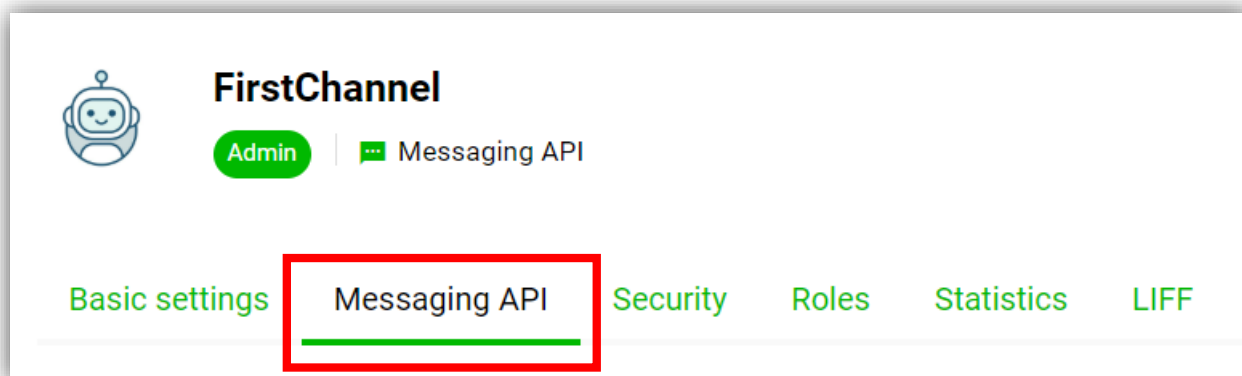 FirstChannel
Admin Messaging API
Basic settings Messaging API Security Roles Statistics LIFF